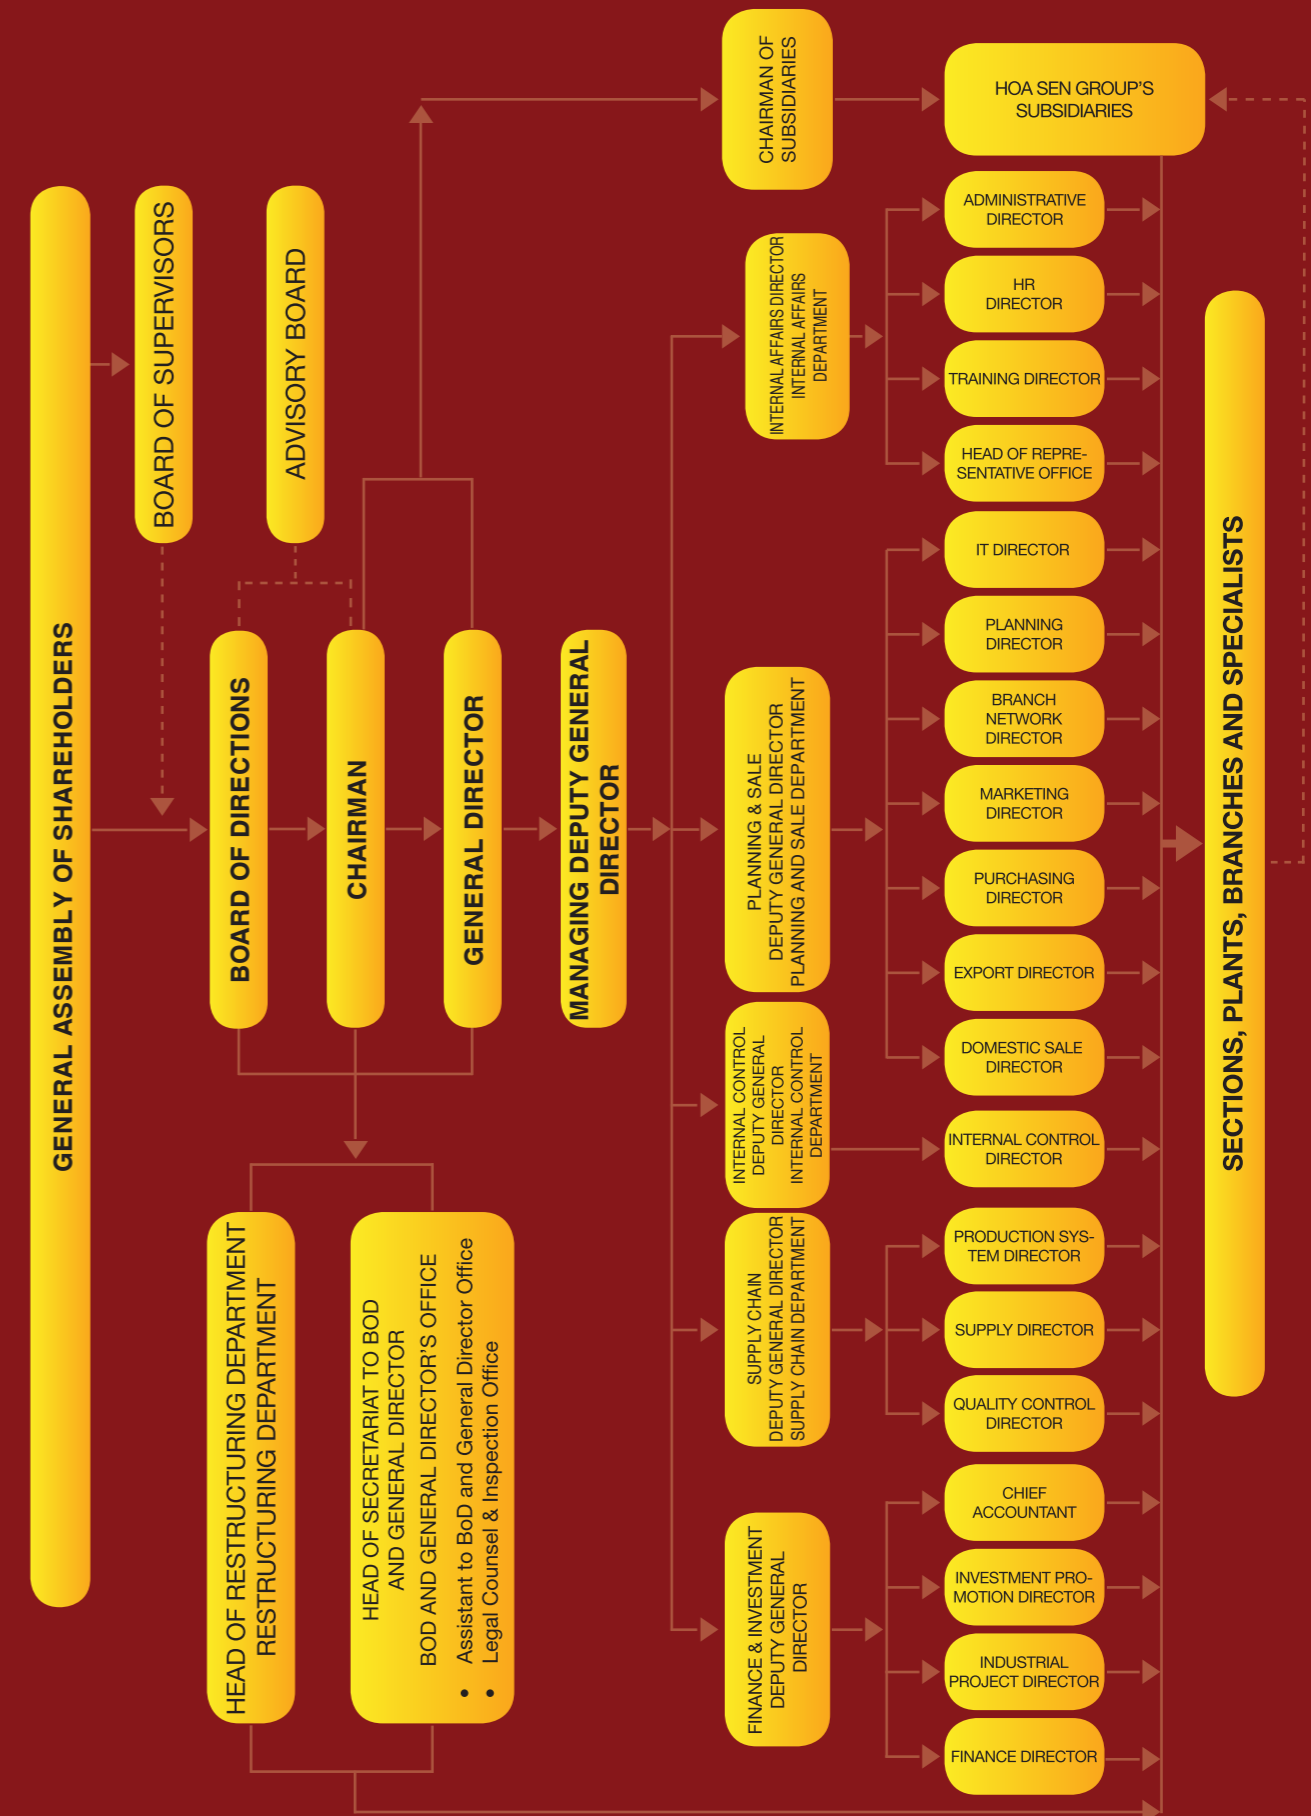 GENERAL ASSEMBLY OF SHAREHOLDERS
BOARD OF SUPERVISORS
ADVISORY BOARD
BOARD OF DIRECTIONS
CHAIRMAN
GENERAL DIRECTOR
MANAGING DEPUTY GENERAL
DIRECTOR
HEAD OF RESTRUCTURING DEPARTMENT
RESTRUCTURING DEPARTMENT
HEAD OF SECRETARIAT TO BOD
AND GENERAL DIRECTOR
BOD AND GENERAL DIRECTOR'S OFFICE
• Assistant to BoD and General Director Office
• Legal Counsel & Inspection Office
FINANCE & INVESTMENT
DEPUTY GENERAL
DIRECTOR
SUPPLY CHAIN
DEPUTY GENERAL DIRECTOR
SUPPLY CHAIN DEPARTMENT
INTERNAL CONTROL
DEPUTY GENERAL
DIRECTOR
INTERNAL CONTROL
DEPARTMENT
PLANNING & SALE
DEPUTY GENERAL DIRECTOR
PLANNING AND SALE DEPARTMENT
INTERNAL AFFAIRS DIRECTOR
INTERNAL AFFAIRS
DEPARTMENT
CHAIRMAN OF
SUBSIDIARIES
FINANCE DIRECTOR
INDUSTRIAL
PROJECT DIRECTOR
INVESTMENT PRO-
MOTION DIRECTOR
CHIEF
ACCOUNTANT
QUALITY CONTROL
DIRECTOR
SUPPLY DIRECTOR
PRODUCTION SYS-
TEM DIRECTOR
INTERNAL CONTROL
DIRECTOR
DOMESTIC SALE
DIRECTOR
EXPORT DIRECTOR
PURCHASING
DIRECTOR
MARKETING
DIRECTOR
BRANCH
NETWORK
DIRECTOR
PLANNING
DIRECTOR
IT DIRECTOR
HEAD OF REPRE-
SENTATIVE OFFICE
TRAINING DIRECTOR
HR
DIRECTOR
ADMINISTRATIVE
DIRECTOR
HOA SEN GROUP'S
SUBSIDIARIES
SECTIONS, PLANTS, BRANCHES AND SPECIALISTS